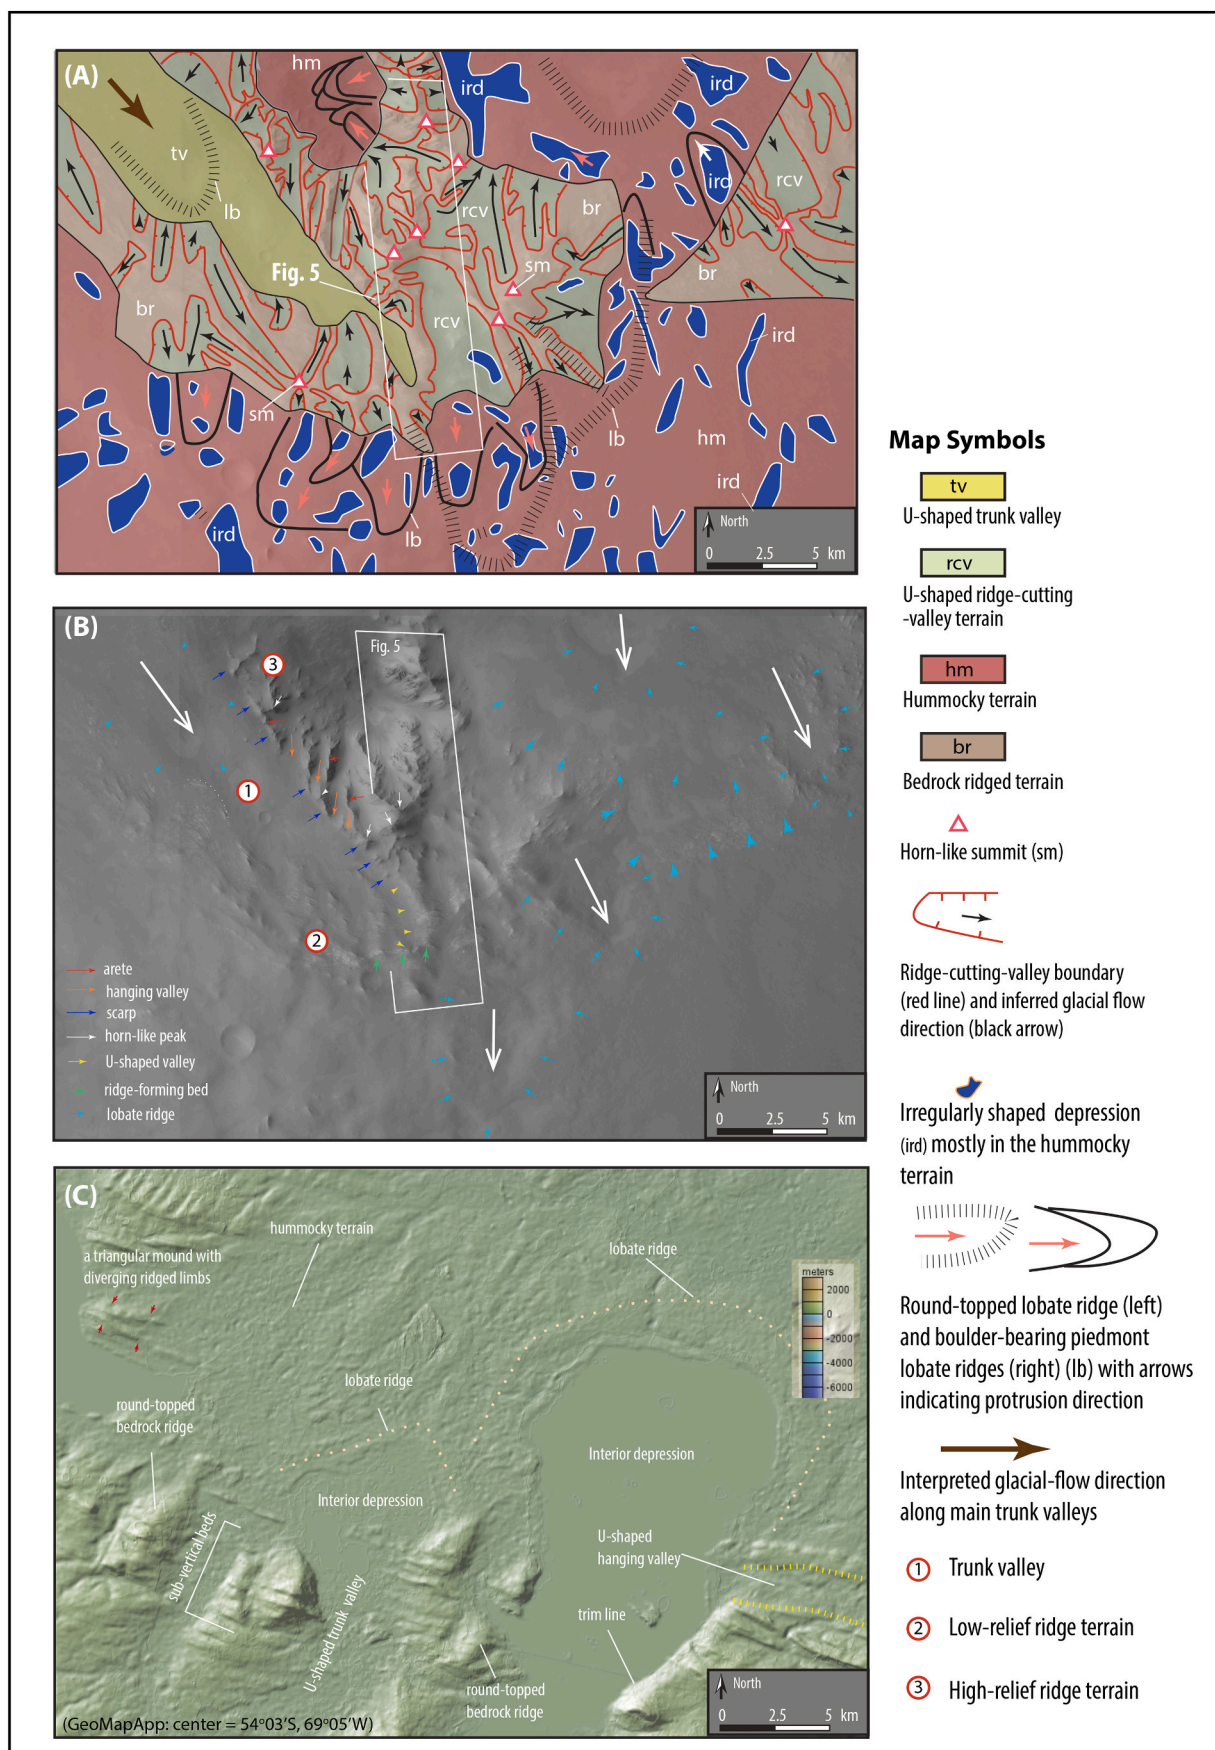 (A)
hm
ird
ird
tv
lb
rcv
br
ird
rcv
Fig. 5
sm
br
br
rcv
ird
sm
lb
hm
ird
ird
lb
North
0 2.5 5 km
(B)
3
Fig. 5
1
2
arete
hanging valley
scarp
horn-like peak
U-shaped valley
ridge-forming bed
lobate ridge
North
0 2.5 5 km
(C)
hummocky terrain
a triangular mound with
diverging ridged limbs
lobate ridge
meters
2000
0
-2000
-4000
-6000
lobate ridge
round-topped
bedrock ridge
Interior depression
Interior depression
sub-vertical beds
U-shaped trunk valley
U-shaped
hanging valley
trim line
round-topped
bedrock ridge
North
0 2.5 5 km
(GeoMapApp: center = 54°03'S, 69°05'W)
Map Symbols
tv
U-shaped trunk valley
rcv
U-shaped ridge-cutting
-valley terrain
hm
Hummocky terrain
br
Bedrock ridged terrain
Horn-like summit (sm)
Ridge-cutting-valley boundary
(red line) and inferred glacial flow
direction (black arrow)
Irregularly shaped depression
(ird) mostly in the hummocky
terrain
Round-topped lobate ridge (left)
and boulder-bearing piedmont
lobate ridges (right) (lb) with arrows
indicating protrusion direction
Interpreted glacial-flow direction
along main trunk valleys
1 Trunk valley
2 Low-relief ridge terrain
3 High-relief ridge terrain